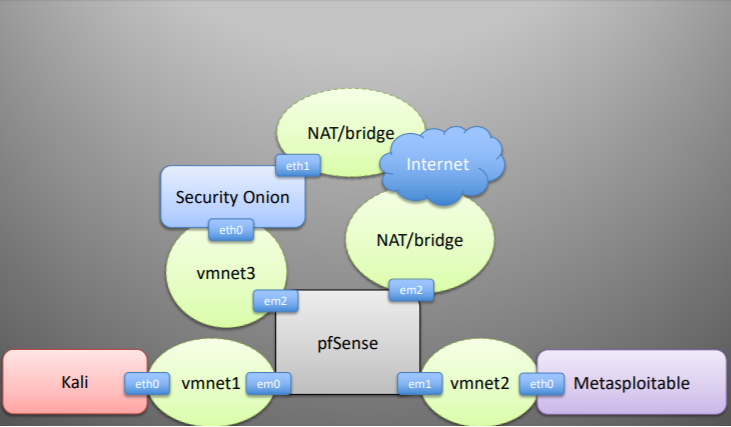 NAT/bridge
Internet
eth1
Security Onion
eth0
NAT/bridge
vmnet3
em2
em2
pfSense
Kali
eth0
vmnet1
em0
em1
vmnet2
eth0
Metasploitable